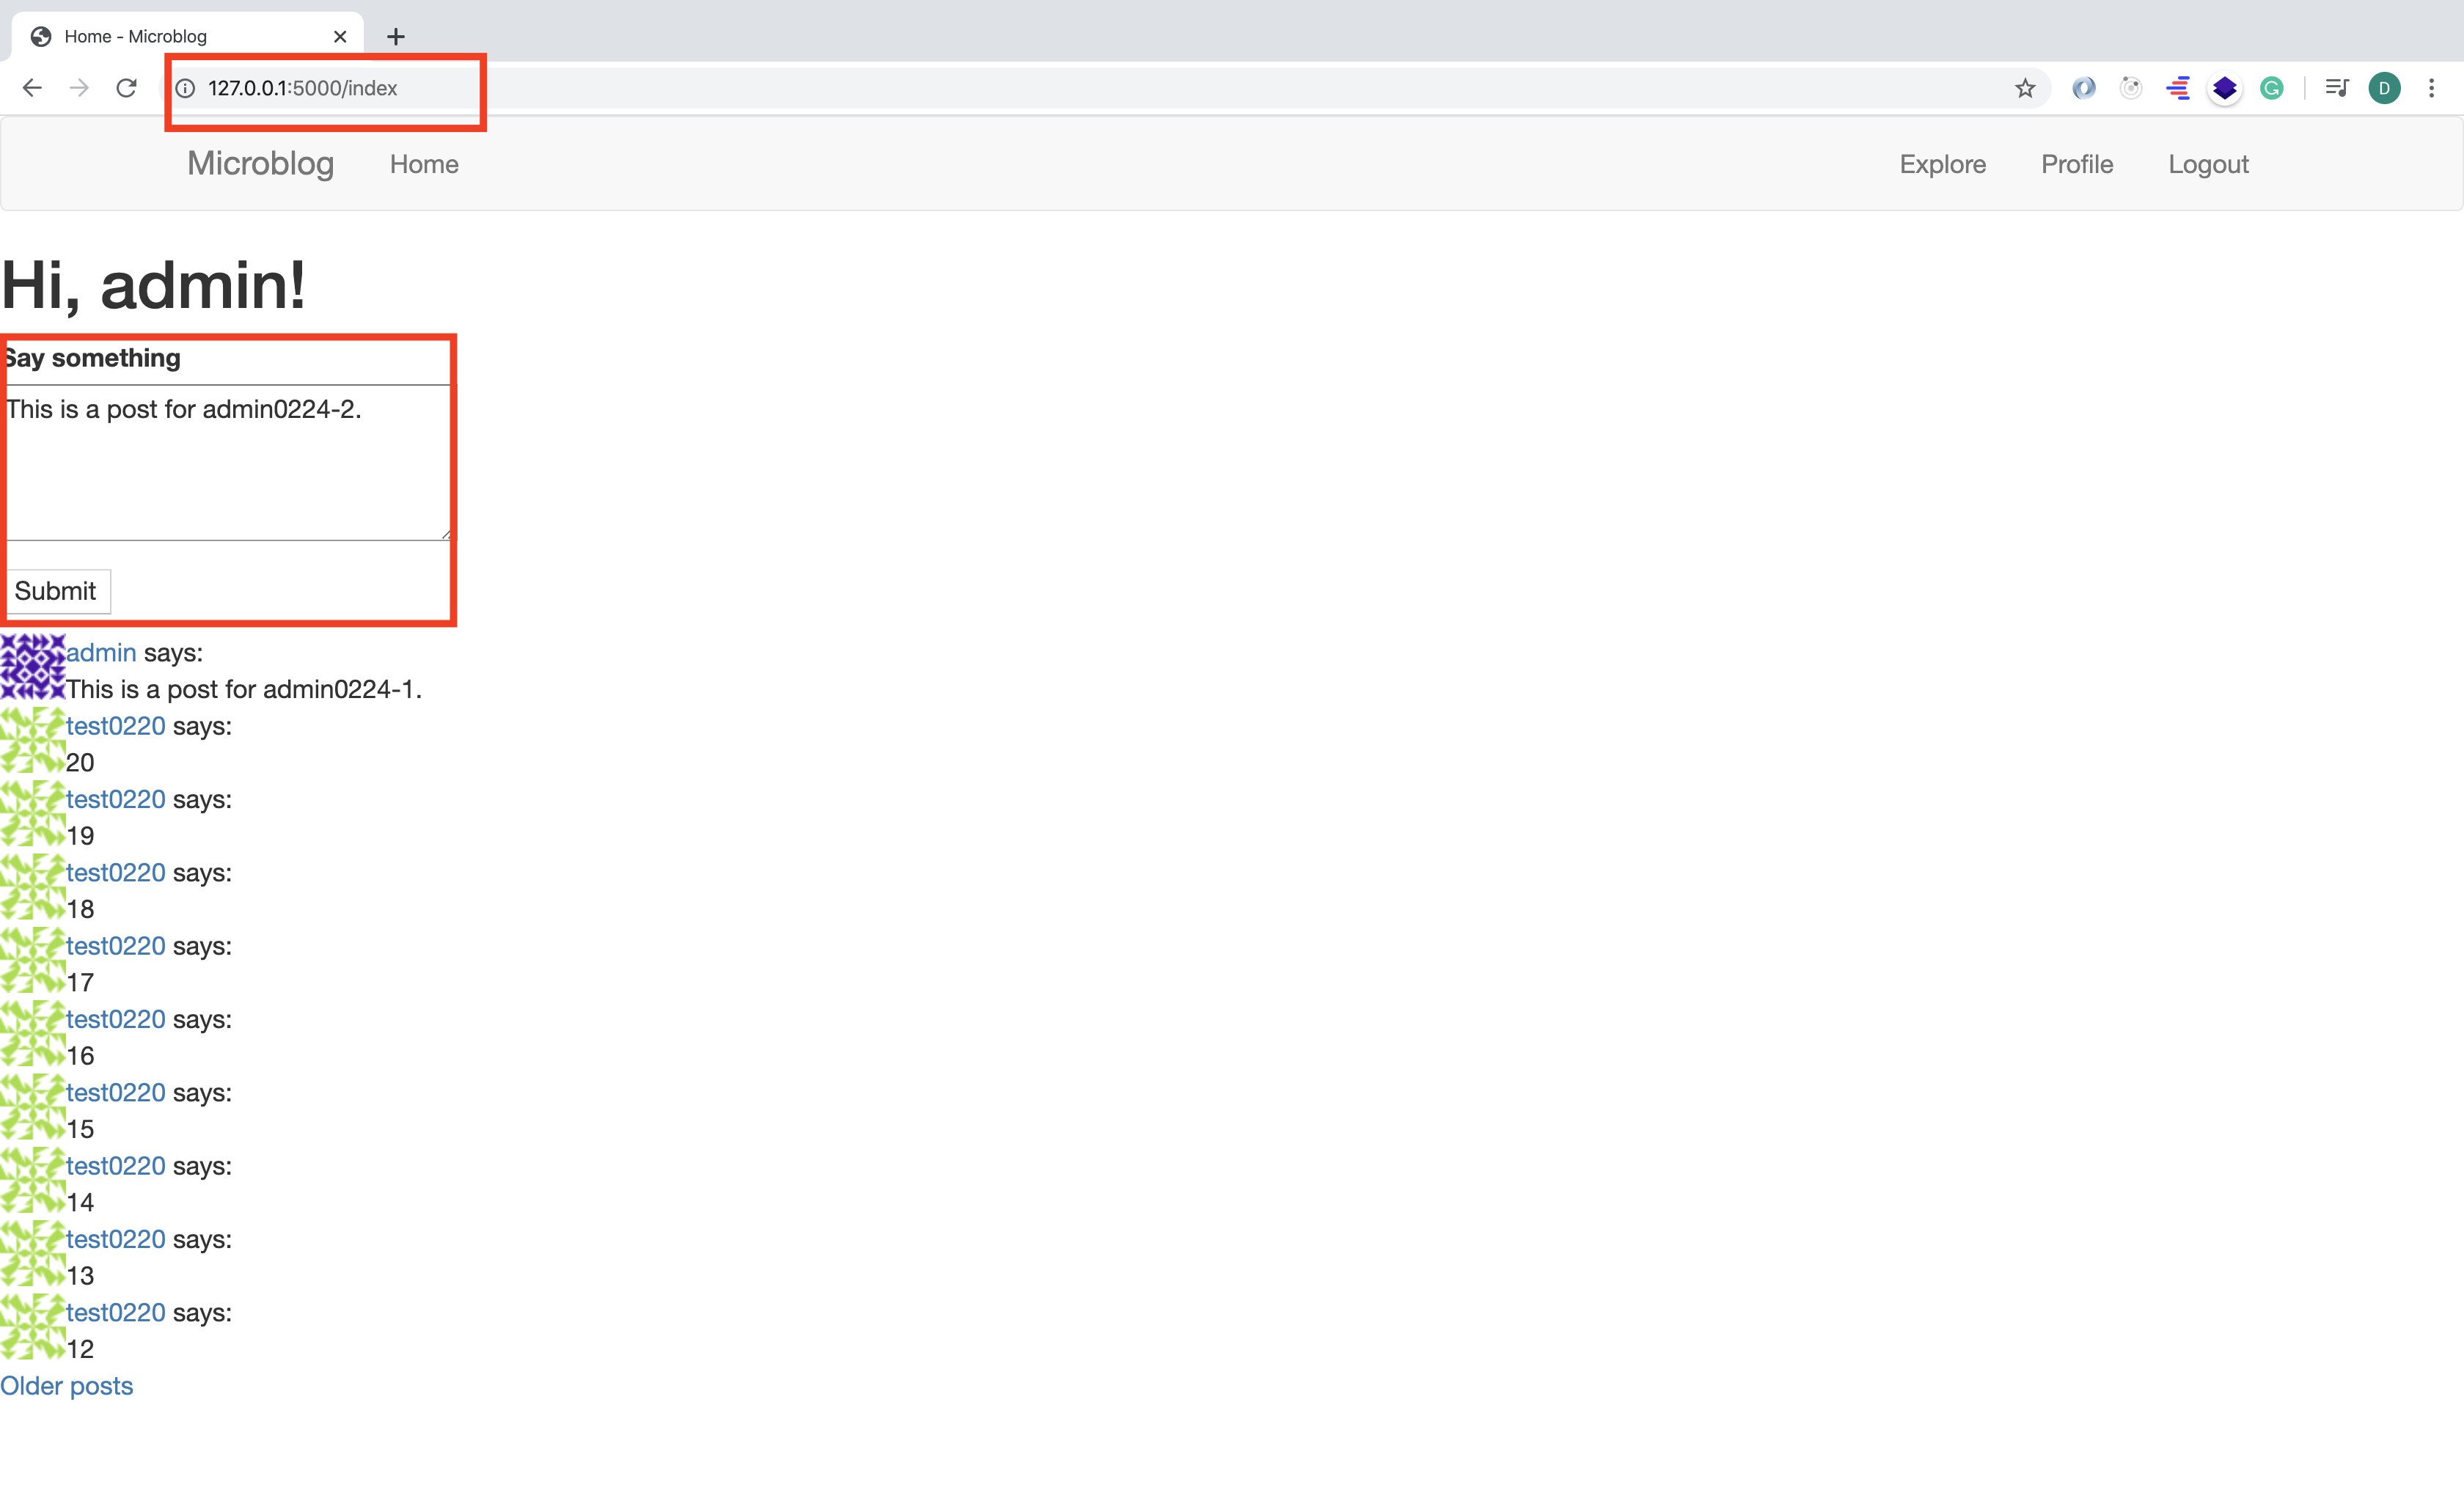 Home - Microblog
127.0.0.1:5000/index
D
Microblog Home Explore Profile Logout
Hi, admin!
Say something
This is a post for admin0224-2.
Submit
admin says:
This is a post for admin0224-1.
test0220 says:
20
test0220 says:
19
test0220 says:
18
test0220 says:
17
test0220 says:
16
test0220 says:
15
test0220 says:
14
test0220 says:
13
test0220 says:
12
Older posts